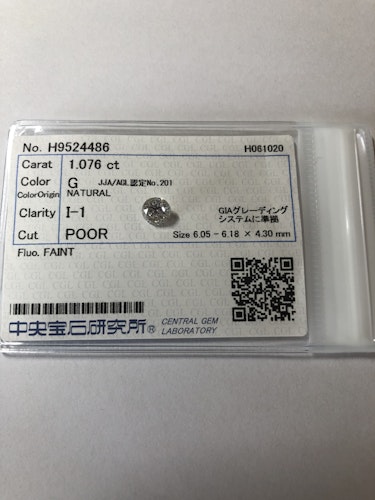 No. H9524486 H061020
Carat 1.076 ct
Color G JJA/AGL認定No.201
ColorOrigin NATURAL
Clarity I-1 GIAグレーディング
システムに準拠
Cut POOR Size 6.05 - 6.18 × 4.30 mm
Fluo. FAINT
中央宝石研究所® CENTRAL GEM
LABORATORY